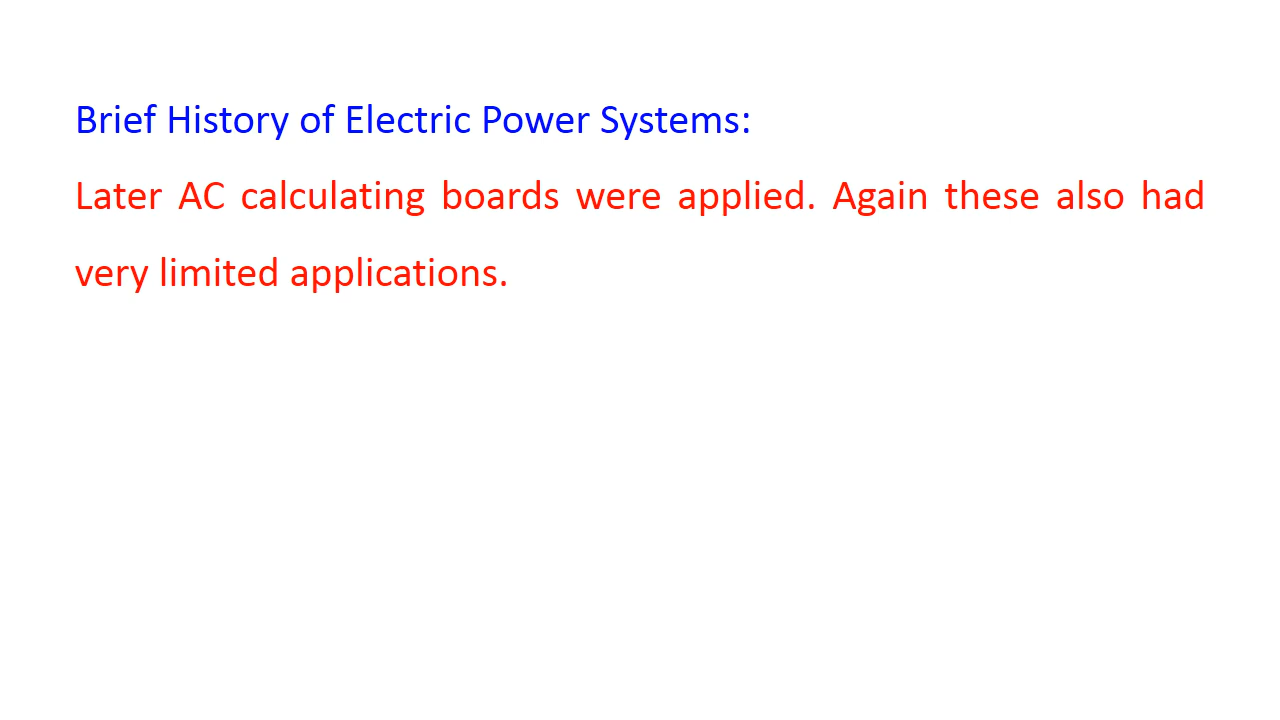 Brief History of Electric Power Systems:
Later AC calculating boards were applied. Again these also had
very limited applications.